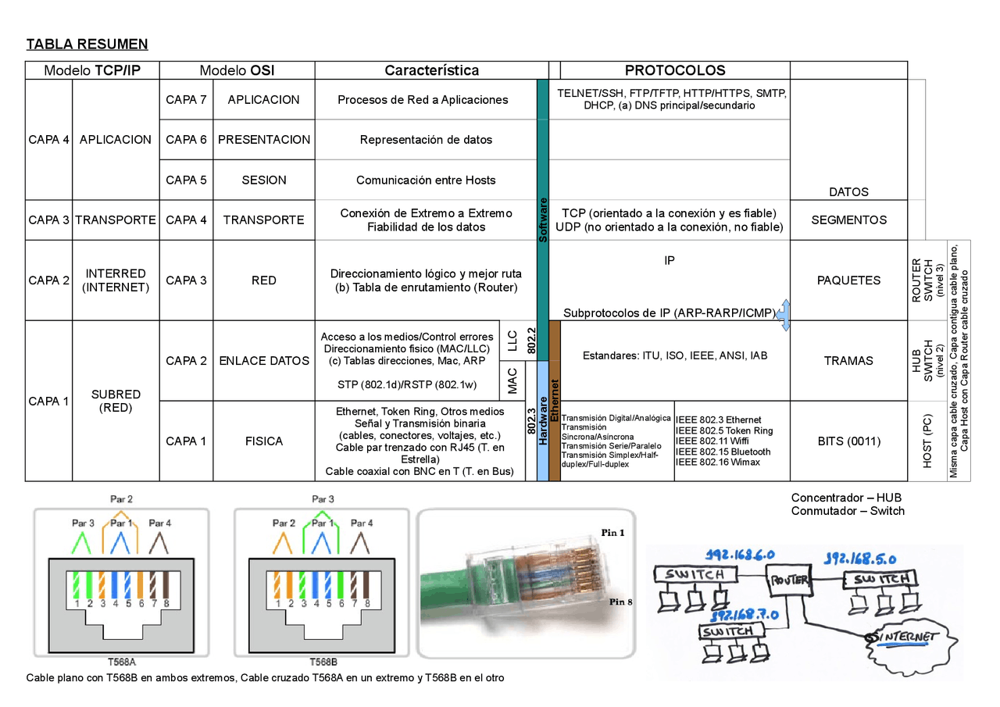 TABLA RESUMEN
Modelo TCP/IP
Modelo OSI
Característica
PROTOCOLOS
CAPA 4
APLICACION
CAPA 7
APLICACION
Procesos de Red a Aplicaciones
TELNET/SSH, FTP/TFTP, HTTP/HTTPS, SMTP,
DHCP, (a) DNS principal/secundario
CAPA 6
PRESENTACION
Representación de datos
CAPA 5
SESION
Comunicación entre Hosts
DATOS
Software
CAPA 3
TRANSPORTE
CAPA 4
TRANSPORTE
Conexión de Extremo a Extremo
Fiabilidad de los datos
TCP (orientado a la conexión y es fiable)
UDP (no orientado a la conexión, no fiable)
SEGMENTOS
CAPA 2
INTERRED
(INTERNET)
CAPA 3
RED
Direccionamiento lógico y mejor ruta
(b) Tabla de enrutamiento (Router)
IP
Subprotocolos de IP (ARP-RARP/ICMP)
PAQUETES
ROUTER
SWITCH
(nivel 3)
Misma capa cable cruzado, Capa contigua cable plano,
Capa Host con Capa Router cable cruzado
CAPA 1
SUBRED
(RED)
CAPA 2
ENLACE DATOS
Acceso a los medios/Control errores
Direccionamiento fisico (MAC/LLC)
(c) Tablas direcciones, Mac, ARP
STP (802.1d)/RSTP (802.1w)
LLC
802.2
MAC
802.3
Hardware
Ethernet
Estandares: ITU, ISO, IEEE, ANSI, IAB
TRAMAS
HUB
SWITCH
(nivel 2)
CAPA 1
FISICA
Ethernet, Token Ring, Otros medios
Señal y Transmisión binaria
(cables, conectores, voltajes, etc.)
Cable par trenzado con RJ45 (T. en
Estrella)
Cable coaxial con BNC en T (T. en Bus)
Transmisión Digital/Analógica
Transmisión
Sincrona/Asíncrona
Transmisión Serie/Paralelo
Transmisión Simplex/Half-
duplex/Full-duplex
IEEE 802.3 Ethernet
IEEE 802.5 Token Ring
IEEE 802.11 Wiffi
IEEE 802.15 Bluetooth
IEEE 802.16 Wimax
BITS (0011)
HOST (PC)
Concentrador – HUB
Conmutador – Switch
Par 2
Par 3 Par 1 Par 4
1 2 3 4 5 6 7 8
T568A
Par 3
Par 2 Par 1 Par 4
1 2 3 4 5 6 7 8
T568B
Pin 1
Pin 8
192.168.6.0
192.168.5.0
SWITCH
ROUTER
SWITCH
192.168.7.0
SWITCH
INTERNET
Cable plano con T568B en ambos extremos, Cable cruzado T568A en un extremo y T568B en el otro